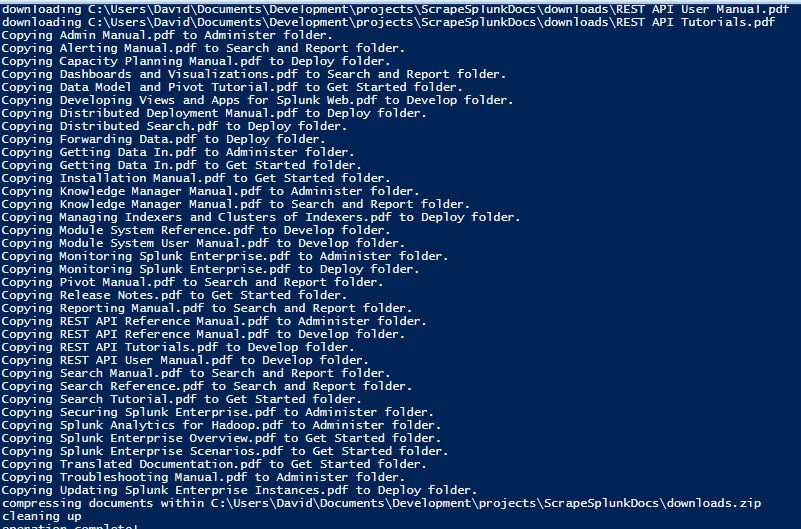 downloading C:\Users\David\Documents\Development\projects\ScrapeSplunkDocs\downloads\REST API User Manual.pdf
downloading C:\Users\David\Documents\Development\projects\ScrapeSplunkDocs\downloads\REST API Tutorials.pdf
Copying Admin Manual.pdf to Administer folder.
Copying Alerting Manual.pdf to Search and Report folder.
Copying Capacity Planning Manual.pdf to Deploy folder.
Copying Dashboards and Visualizations.pdf to Search and Report folder.
Copying Data Model and Pivot Tutorial.pdf to Get Started folder.
Copying Developing Views and Apps for Splunk Web.pdf to Develop folder.
Copying Distributed Deployment Manual.pdf to Deploy folder.
Copying Distributed Search.pdf to Deploy folder.
Copying Forwarding Data.pdf to Deploy folder.
Copying Getting Data In.pdf to Administer folder.
Copying Getting Data In.pdf to Get Started folder.
Copying Installation Manual.pdf to Get Started folder.
Copying Knowledge Manager Manual.pdf to Administer folder.
Copying Knowledge Manager Manual.pdf to Search and Report folder.
Copying Managing Indexers and Clusters of Indexers.pdf to Deploy folder.
Copying Module System Reference.pdf to Develop folder.
Copying Module System User Manual.pdf to Develop folder.
Copying Monitoring Splunk Enterprise.pdf to Administer folder.
Copying Monitoring Splunk Enterprise.pdf to Deploy folder.
Copying Pivot Manual.pdf to Search and Report folder.
Copying Release Notes.pdf to Get Started folder.
Copying Reporting Manual.pdf to Search and Report folder.
Copying REST API Reference Manual.pdf to Administer folder.
Copying REST API Reference Manual.pdf to Develop folder.
Copying REST API Tutorials.pdf to Develop folder.
Copying REST API User Manual.pdf to Develop folder.
Copying Search Manual.pdf to Search and Report folder.
Copying Search Reference.pdf to Search and Report folder.
Copying Search Tutorial.pdf to Get Started folder.
Copying Securing Splunk Enterprise.pdf to Administer folder.
Copying Splunk Analytics for Hadoop.pdf to Administer folder.
Copying Splunk Enterprise Overview.pdf to Get Started folder.
Copying Splunk Enterprise Scenarios.pdf to Get Started folder.
Copying Translated Documentation.pdf to Get Started folder.
Copying Troubleshooting Manual.pdf to Administer folder.
Copying Updating Splunk Enterprise Instances.pdf to Deploy folder.
compressing documents within C:\Users\David\Documents\Development\projects\ScrapeSplunkDocs\downloads.zip
cleaning up
operation complete!